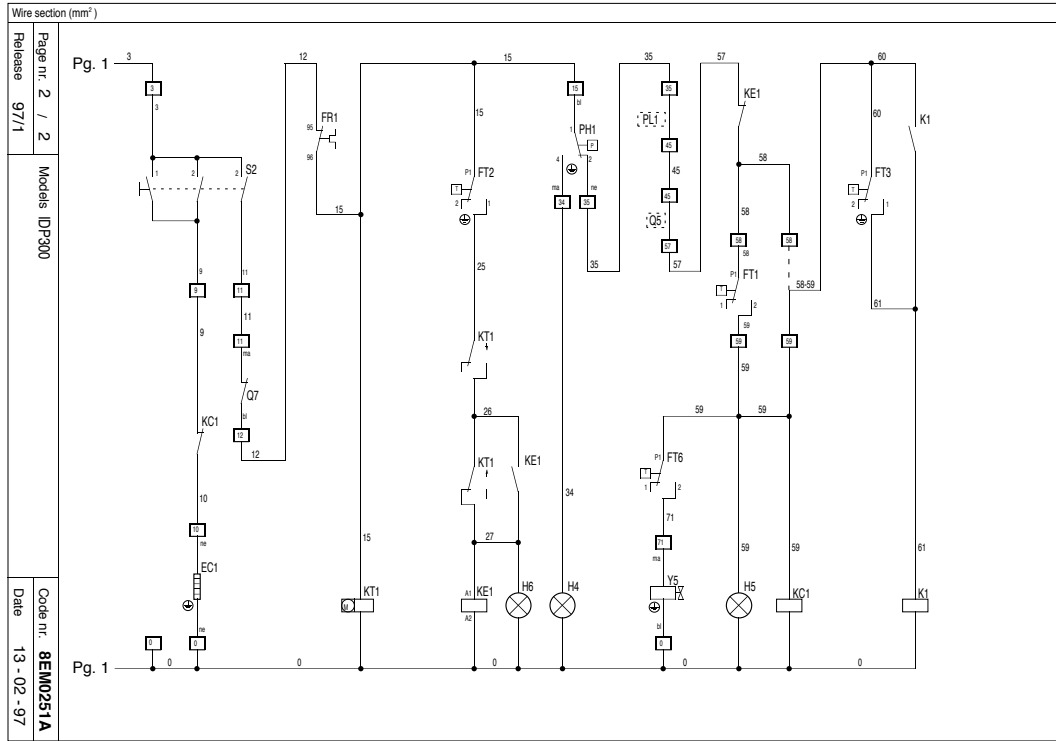 Wire section (mm²)
Page nr. 2 / 2
Release 97/1
Models IDP300
Code nr. 8EM0251A
Date 13 - 02 - 97
Pg. 1
3
12
15
35
57
60
3
3
15
bl
35
KE1
60
K1
FR1
95
96
PL1
45
45
45
Q5
57
57
15
1
PH1
P
4
2
ma
34
ne
35
35
1
2
2
S2
P1
FT2
T
2
1
58
58
58
58
58
P1
FT3
T
2
1
15
9
11
9
11
11
11
ma
9
25
P1
FT1
T
1
2
59
59
59
59
58-59
61
KT1
Q7
bl
12
12
KC1
26
59
59
KT1
KE1
P1
FT6
T
1
2
10
10
ne
34
71
71
ma
27
15
59
59
61
EC1
ne
0
0
M
KT1
A1
KE1
A2
H6
H4
Y5
bl
0
H5
KC1
K1
Pg. 1
0
0
0
0
0